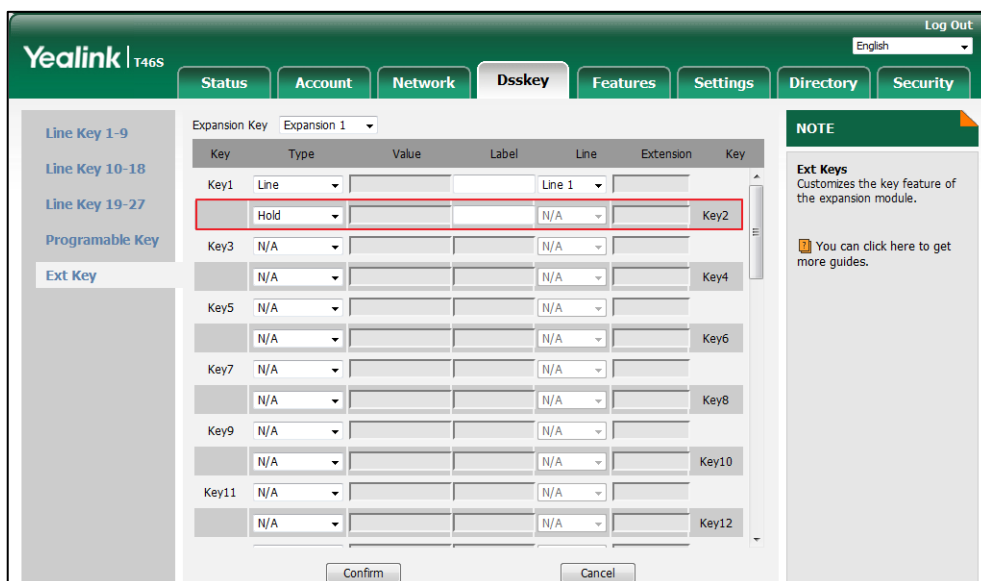 Log Out
Yealink T46S
English
Status Account Network Dsskey Features Settings Directory Security
Line Key 1-9
Line Key 10-18
Line Key 19-27
Programable Key
Ext Key
Expansion Key Expansion 1
Key Type Value Label Line Extension Key
Key1 Line Line 1
Hold N/A Key2
Key3 N/A N/A
N/A N/A Key4
Key5 N/A N/A
N/A N/A Key6
Key7 N/A N/A
N/A N/A Key8
Key9 N/A N/A
N/A N/A Key10
Key11 N/A N/A
N/A N/A Key12
Confirm Cancel
NOTE
Ext Keys
Customizes the key feature of
the expansion module.
You can click here to get
more guides.